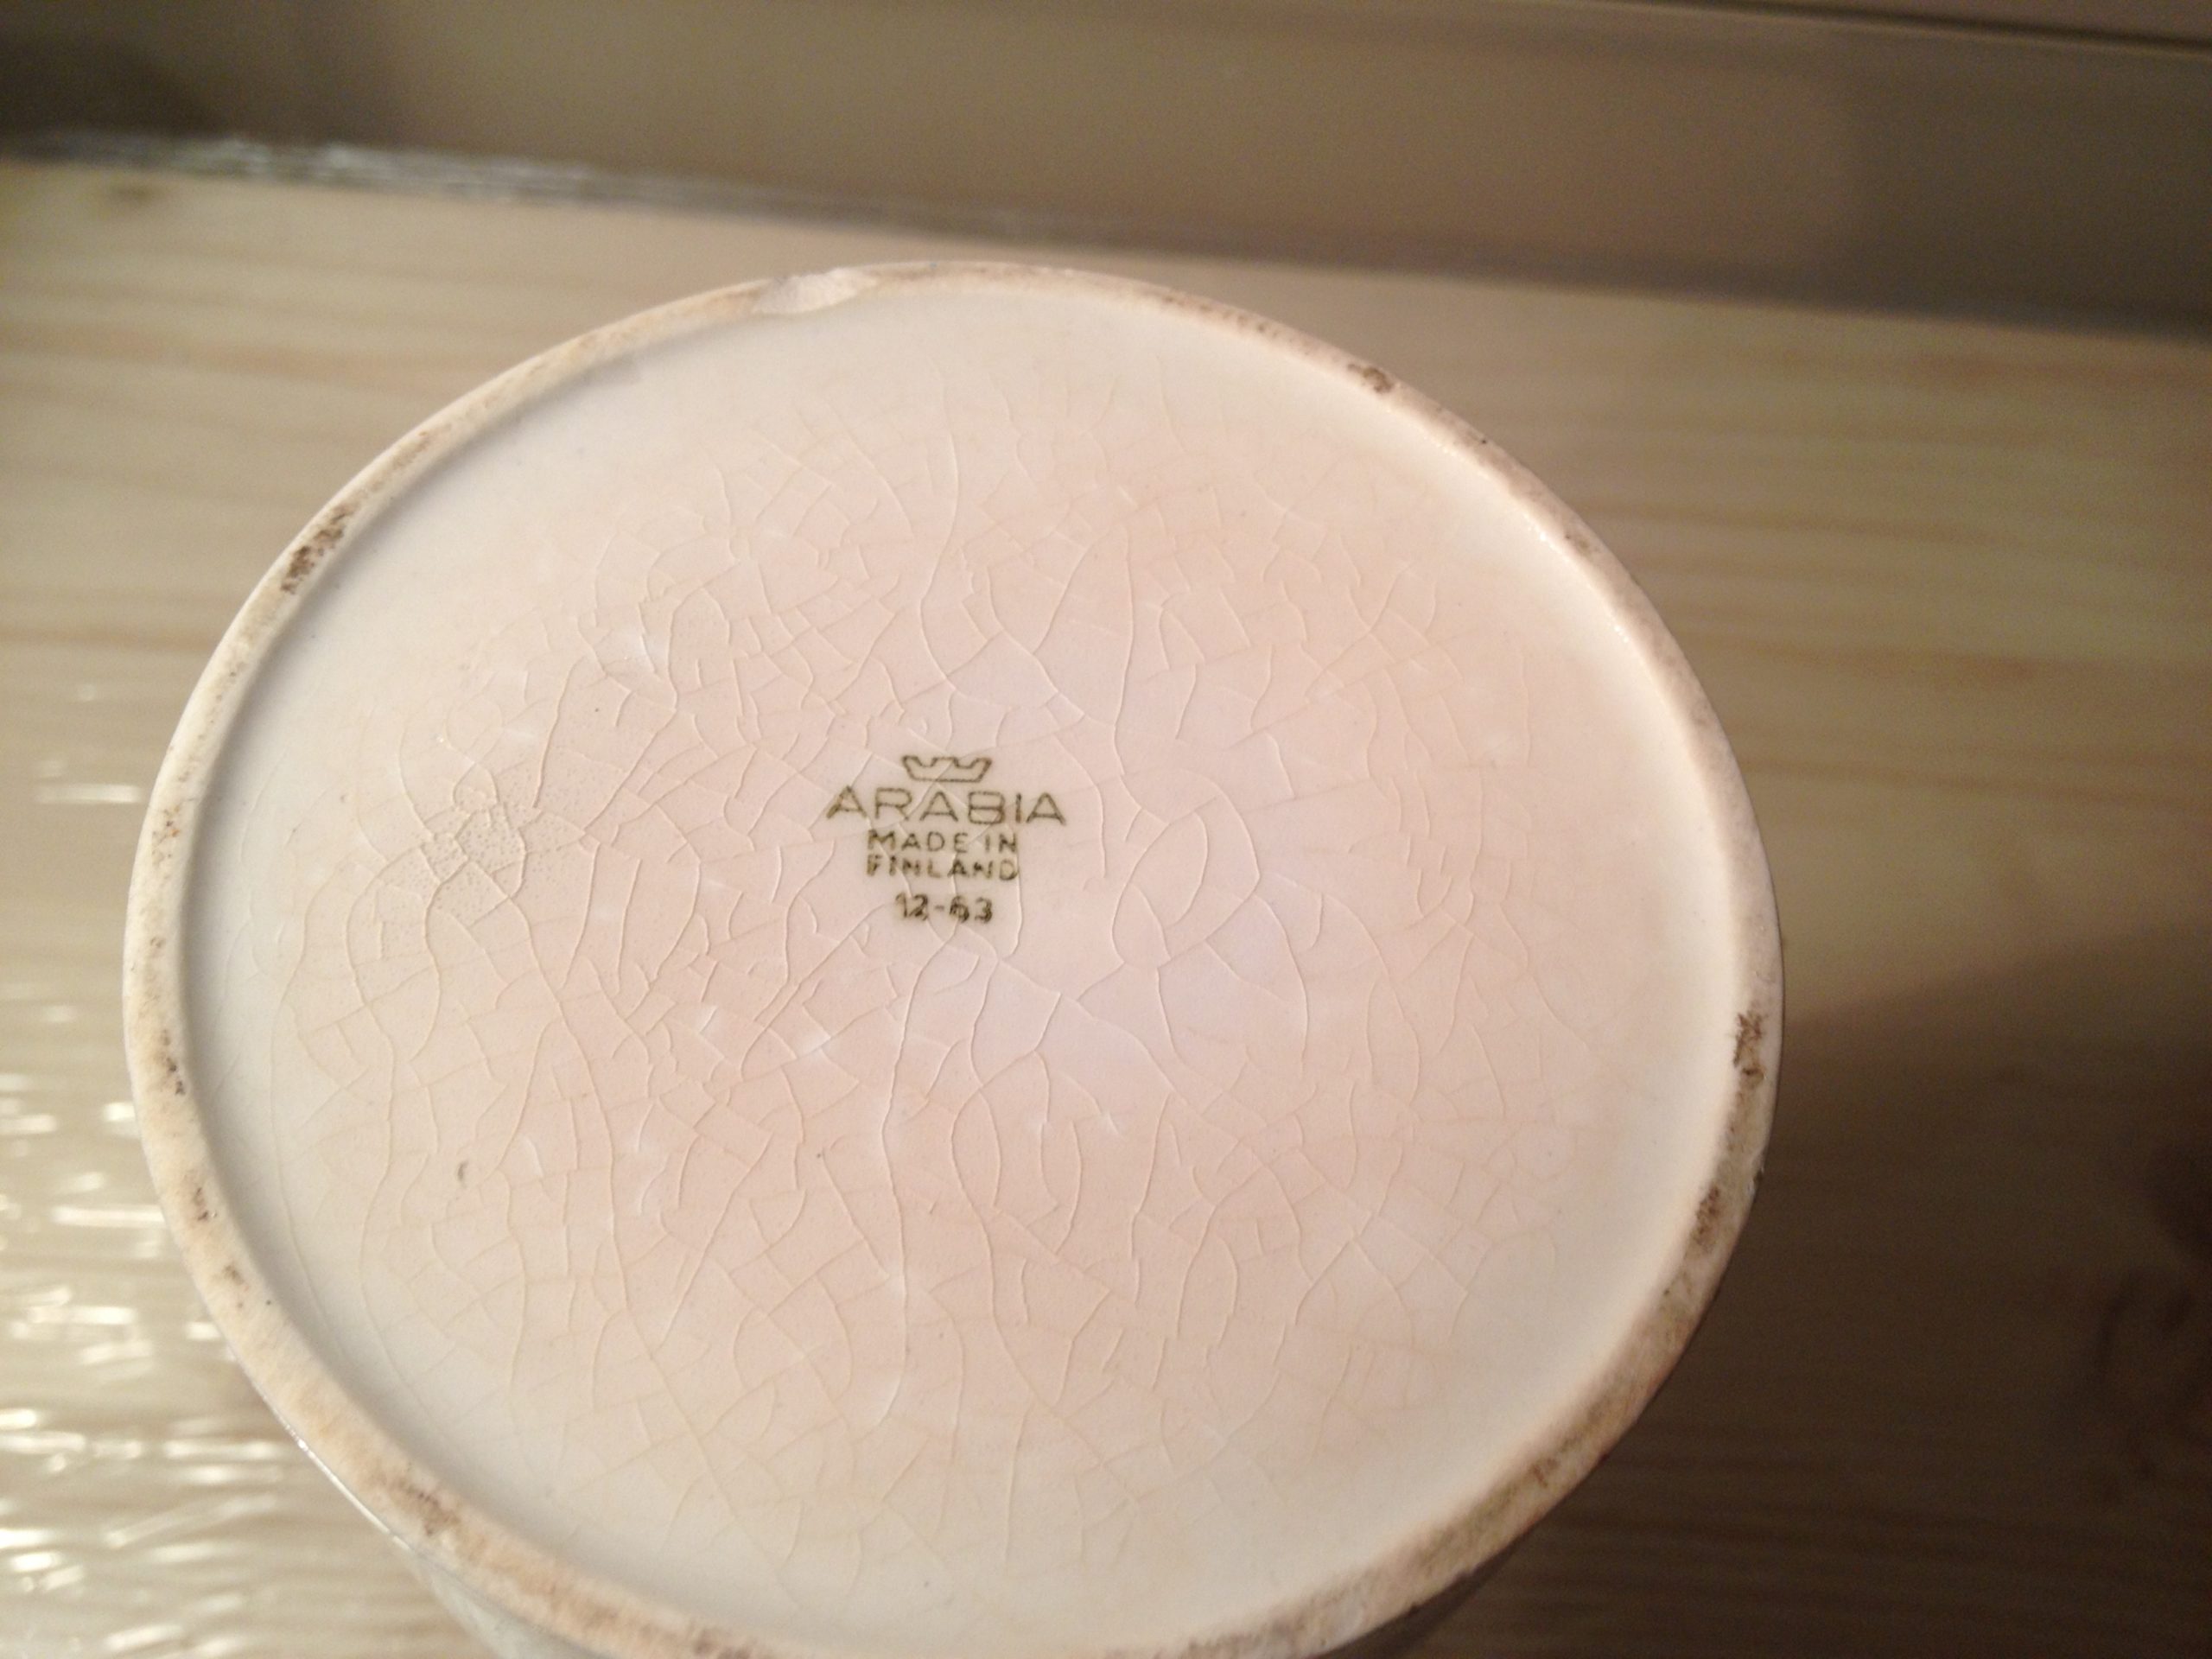 ARABIA
MADE IN
FINLAND
12-63